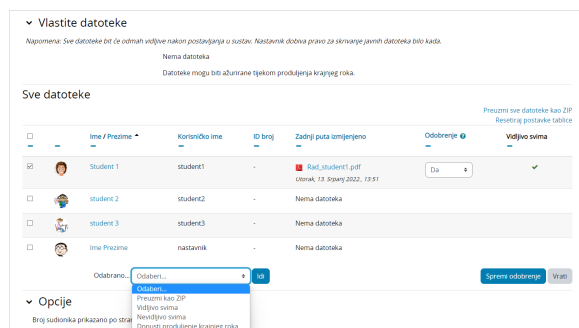 Vlastite datoteke
Napomena: Sve datoteke bit će odmah vidljive nakon postavljanja u sustav. Nastavnik dobiva pravo za skrivanje javnih datoteka bilo kada.
Nema datoteka
Datoteke mogu biti ažurirane tijekom produljenja krajnjeg roka.
Sve datoteke
Preuzmi sve datoteke kao ZIP
Resetiraj postavke tablice
Ime / Prezime Korisničko ime ID broj Zadnji puta izmijenjeno Odobrenje Vidljivo svima
Student 1 student1 - Rad_student1.pdf Da
Utorak, 13. Srpanj 2022., 13:51
student 2 student2 - Nema datoteka
student 3 student3 - Nema datoteka
Ime Prezime nastavnik - Nema datoteka
Odabrano... Odaberi... Idi Spremi odobrenje Vrati
Odaberi...
Preuzmi kao ZIP
Vidljivo svima
Nevidljivo svima
Dopusti produljenje krajnjeg roka
Opcije
Broj sudionika prikazano po stra